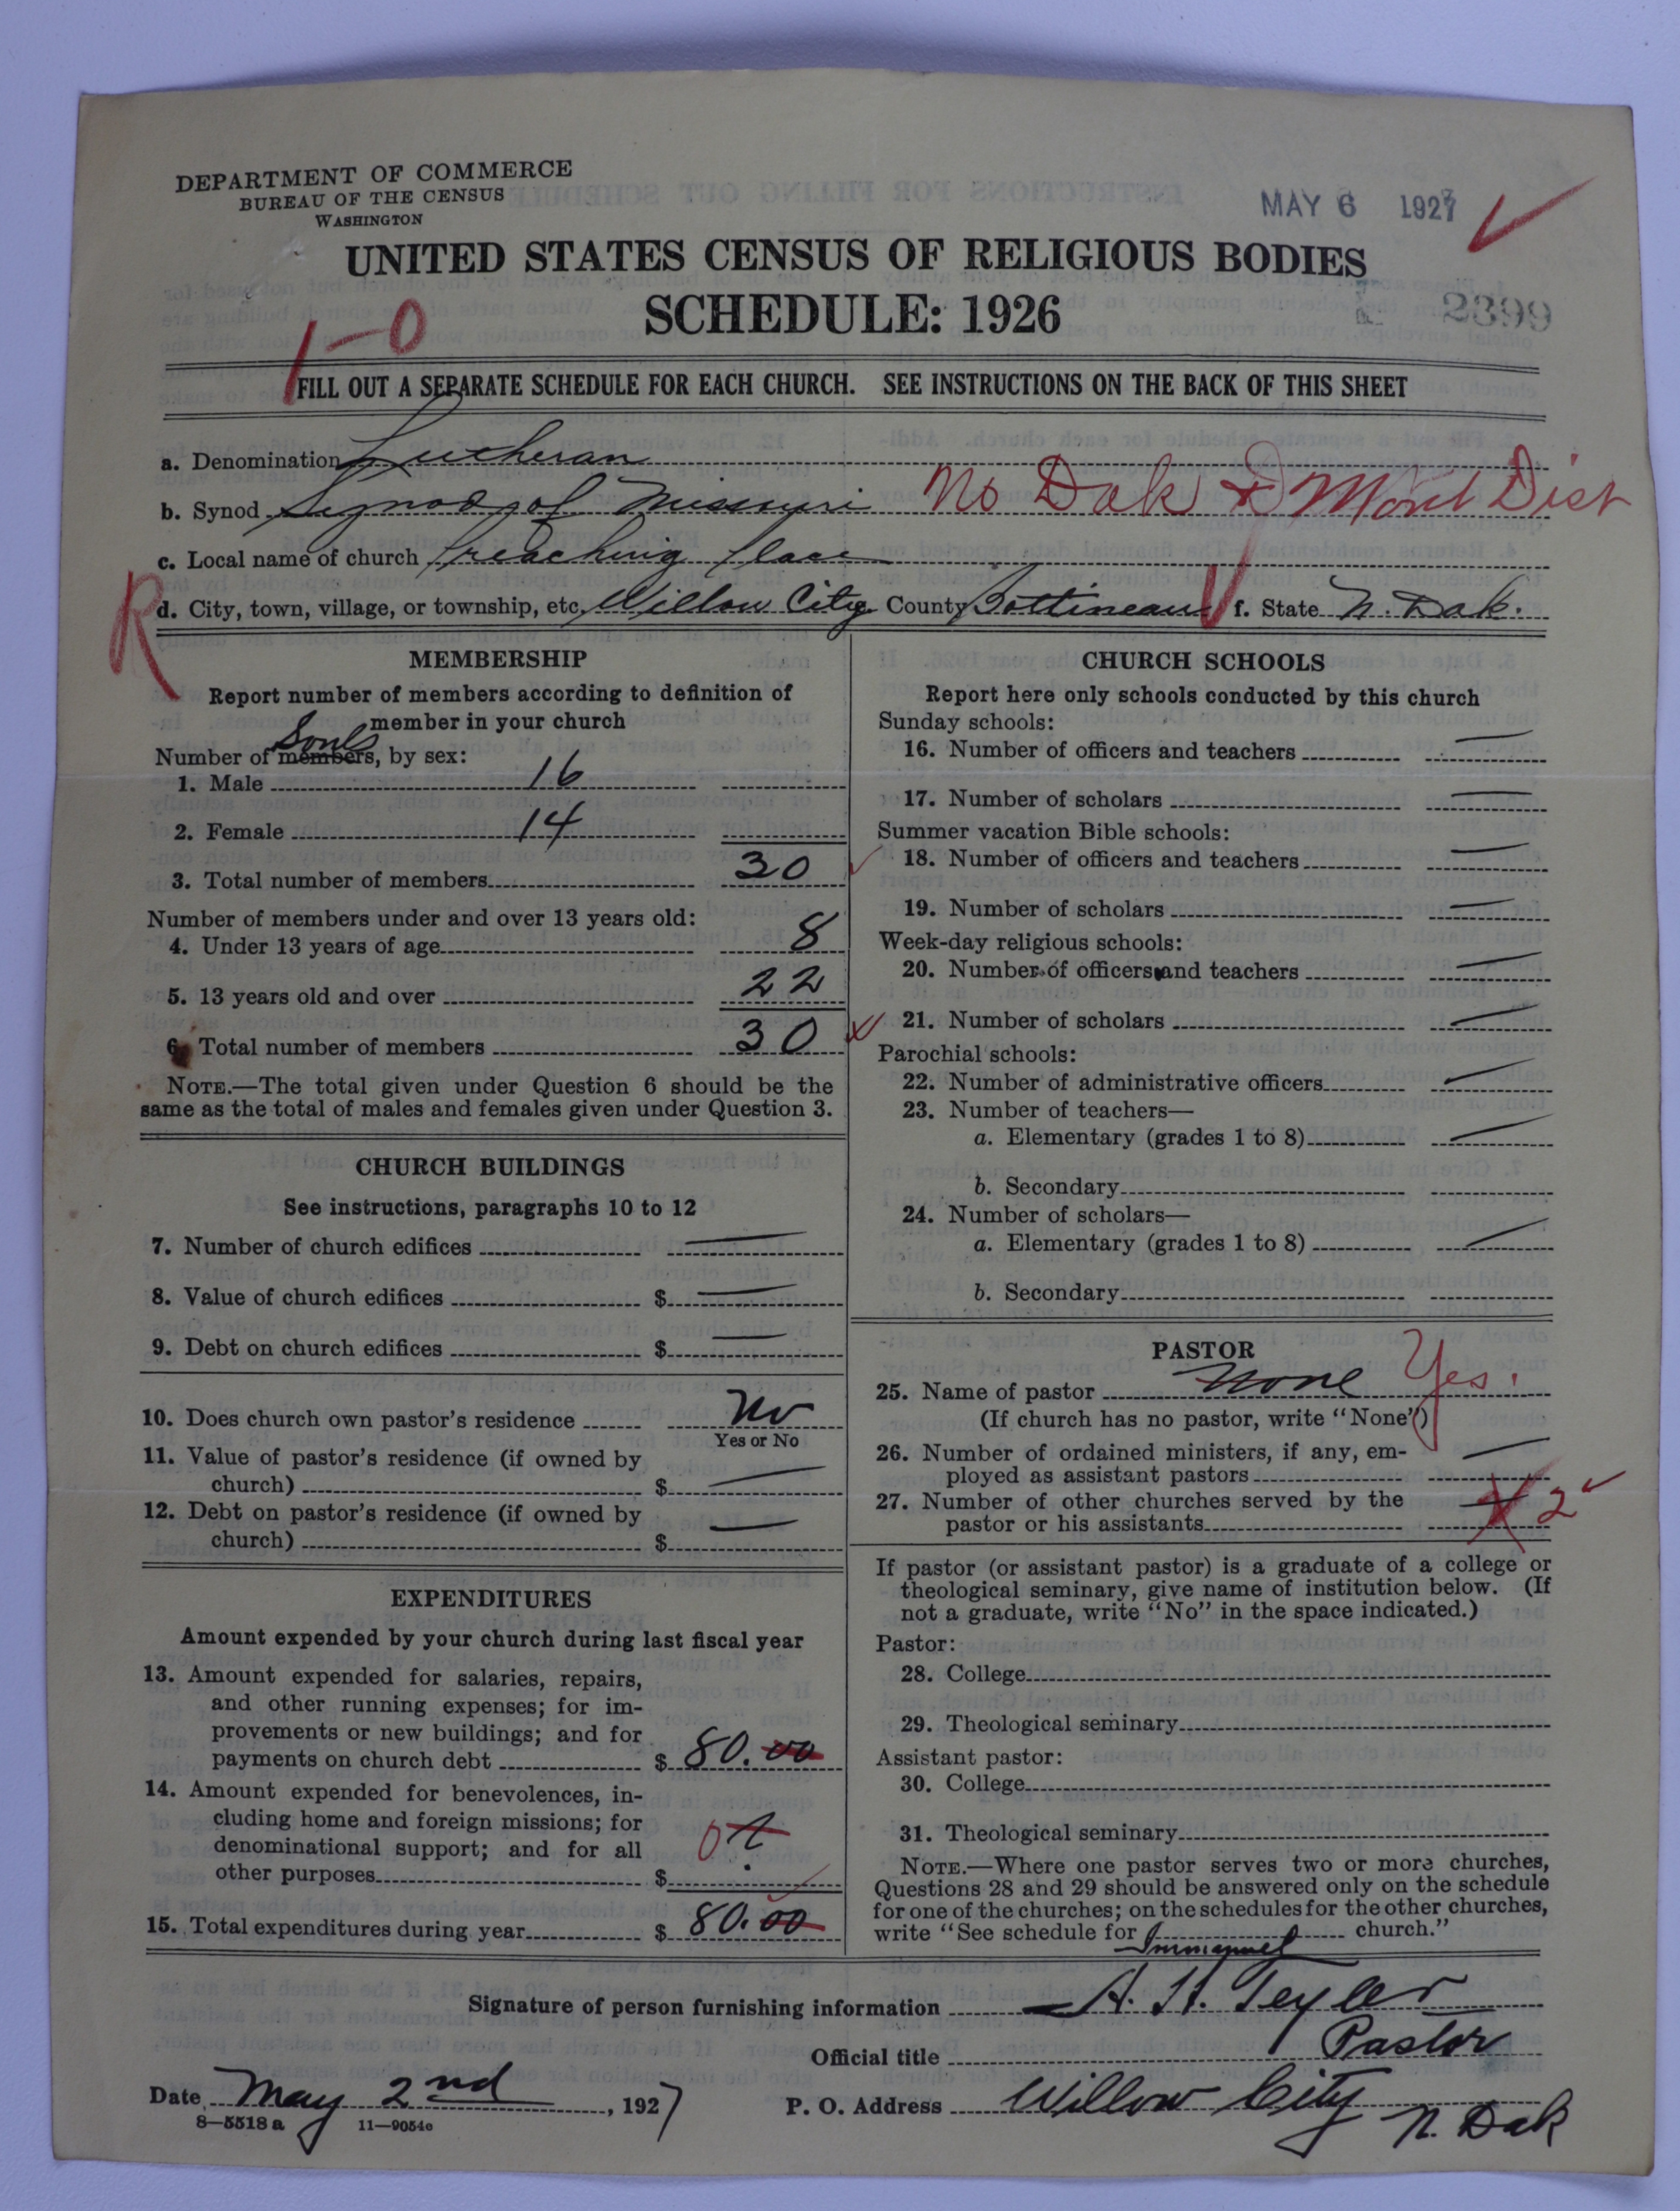 DEPARTMENT OF COMMERCE
BUREAU OF THE CENSUS
WASHINGTON
MAY 6 1927
UNITED STATES CENSUS OF RELIGIOUS BODIES
SCHEDULE: 1926
2399
1-0
FILL OUT A SEPARATE SCHEDULE FOR EACH CHURCH. SEE INSTRUCTIONS ON THE BACK OF THIS SHEET
a. Denomination Lutheran
b. Synod Synod of Missouri No Dak & Mont Dist
c. Local name of church Preaching Place
R
d. City, town, village, or township, etc. Willow City County Bottineau f. State N. Dak.
MEMBERSHIP
Report number of members according to definition of
member in your church
Souls
Number of members, by sex:
1. Male 16
2. Female 14
3. Total number of members 30
Number of members under and over 13 years old:
4. Under 13 years of age 8
5. 13 years old and over 22
6. Total number of members 30
NOTE.—The total given under Question 6 should be the
same as the total of males and females given under Question 3.
CHURCH BUILDINGS
See instructions, paragraphs 10 to 12
7. Number of church edifices —
8. Value of church edifices $ —
9. Debt on church edifices $ —
10. Does church own pastor's residence No
Yes or No
11. Value of pastor's residence (if owned by
church) $ —
12. Debt on pastor's residence (if owned by
church) $ —
EXPENDITURES
Amount expended by your church during last fiscal year
13. Amount expended for salaries, repairs,
and other running expenses; for im-
provements or new buildings; and for
payments on church debt $ 80.00
14. Amount expended for benevolences, in-
cluding home and foreign missions; for
denominational support; and for all
other purposes $ 0 ?
15. Total expenditures during year $ 80.00
CHURCH SCHOOLS
Report here only schools conducted by this church
Sunday schools:
16. Number of officers and teachers —
17. Number of scholars —
Summer vacation Bible schools:
18. Number of officers and teachers —
19. Number of scholars —
Week-day religious schools:
20. Number of officers and teachers —
21. Number of scholars —
Parochial schools:
22. Number of administrative officers —
23. Number of teachers—
a. Elementary (grades 1 to 8) —
b. Secondary
24. Number of scholars—
a. Elementary (grades 1 to 8) —
b. Secondary
PASTOR
25. Name of pastor None Yes.
(If church has no pastor, write "None")
26. Number of ordained ministers, if any, em-
ployed as assistant pastors —
27. Number of other churches served by the
pastor or his assistants — 2
If pastor (or assistant pastor) is a graduate of a college or
theological seminary, give name of institution below. (If
not a graduate, write "No" in the space indicated.)
Pastor:
28. College
29. Theological seminary
Assistant pastor:
30. College
31. Theological seminary
NOTE.—Where one pastor serves two or more churches,
Questions 28 and 29 should be answered only on the schedule
for one of the churches; on the schedules for the other churches,
write "See schedule for Immanuel church."
Signature of person furnishing information A. H. Teyler
Official title Pastor
Date May 2nd, 1927 P. O. Address Willow City N. Dak
8—5518 a 11—9054c